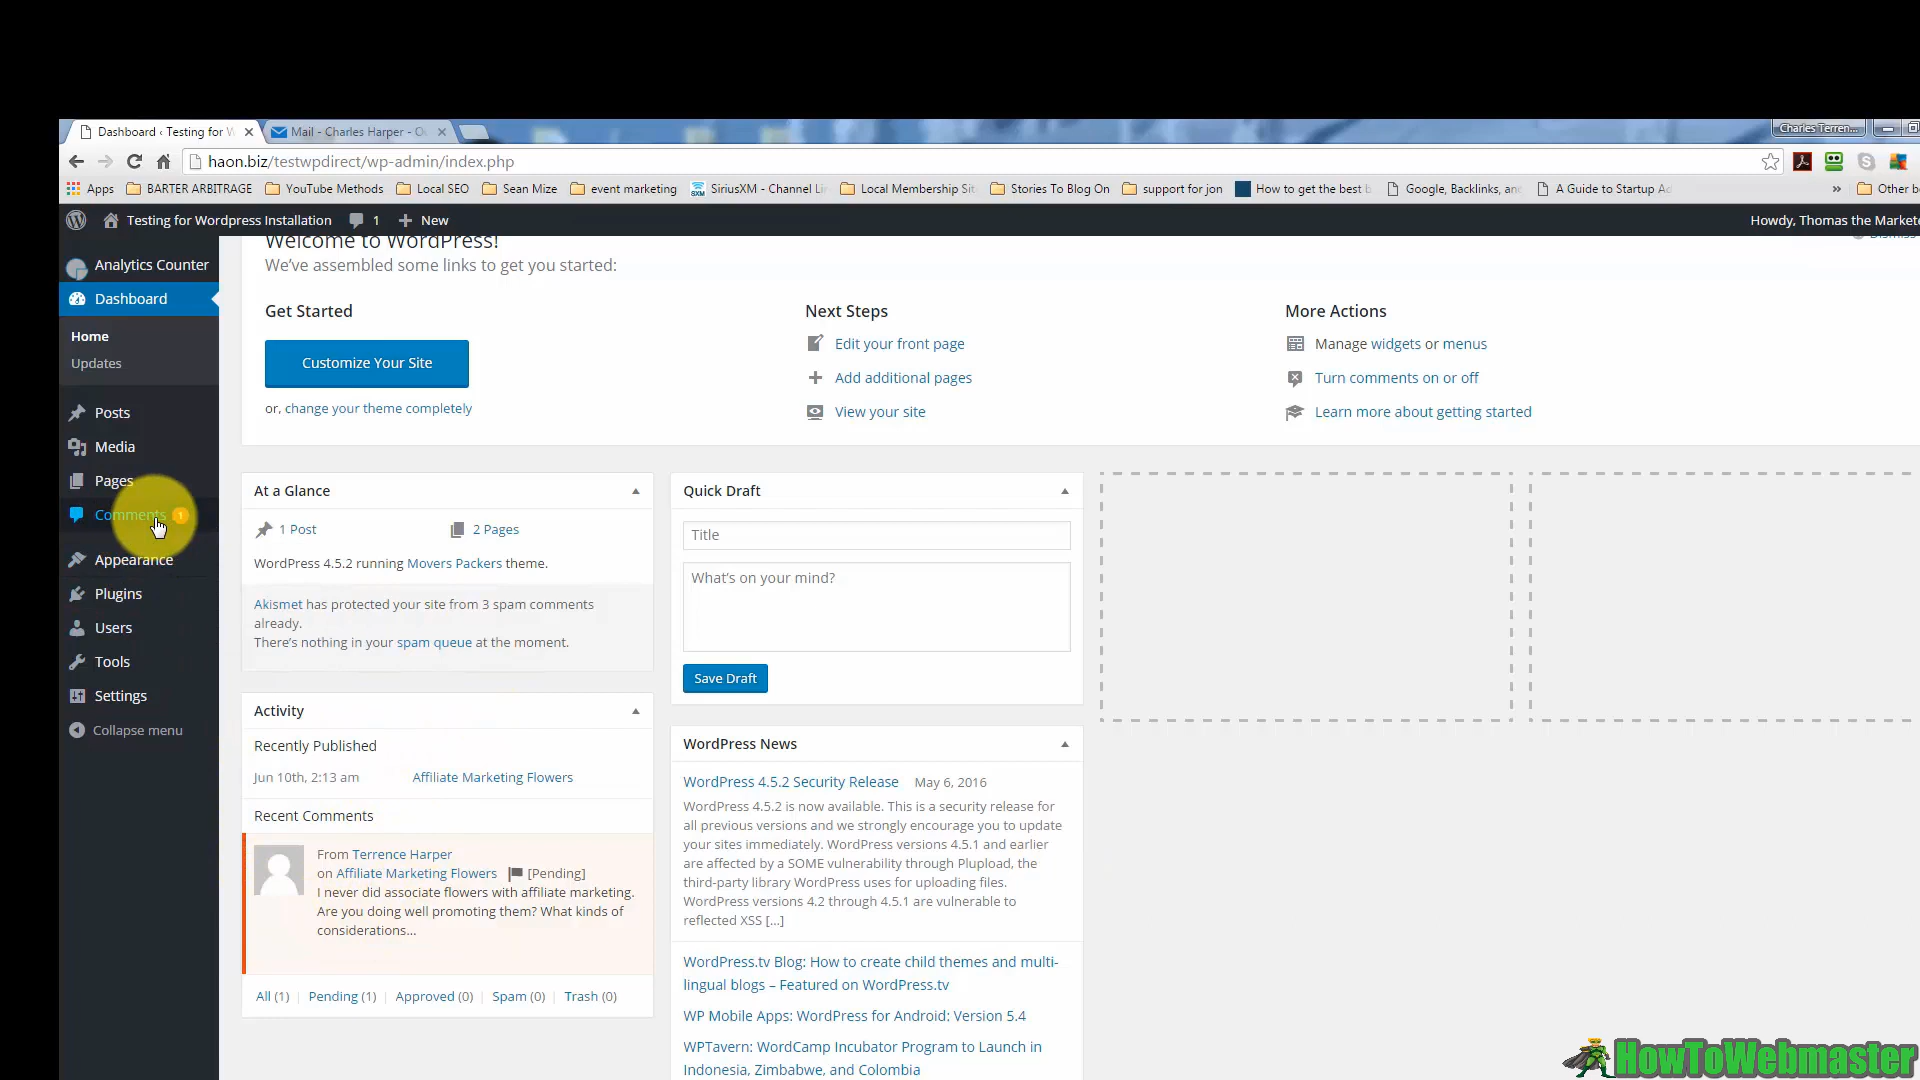 Dashboard ‹ Testing for W
Mail - Charles Harper - Ou
Charles Terren...
haon.biz/testwpdirect/wp-admin/index.php
Apps BARTER ARBITRAGE YouTube Methods Local SEO Sean Mize event marketing SiriusXM - Channel Li Local Membership Sit Stories To Blog On support for jon How to get the best b Google, Backlinks, an A Guide to Startup Ad » Other b
Testing for Wordpress Installation 1 + New Howdy, Thomas the Markete
Analytics Counter
Dashboard
Home
Updates
Posts
Media
Pages
Comments 1
Appearance
Plugins
Users
Tools
Settings
Collapse menu
Welcome to WordPress!
Dismiss
We've assembled some links to get you started:
Get Started
Customize Your Site
or, change your theme completely
Next Steps
Edit your front page
Add additional pages
View your site
More Actions
Manage widgets or menus
Turn comments on or off
Learn more about getting started
At a Glance
1 Post 2 Pages
WordPress 4.5.2 running Movers Packers theme.
Akismet has protected your site from 3 spam comments
already.
There's nothing in your spam queue at the moment.
Activity
Recently Published
Jun 10th, 2:13 am Affiliate Marketing Flowers
Recent Comments
From Terrence Harper
on Affiliate Marketing Flowers [Pending]
I never did associate flowers with affiliate marketing.
Are you doing well promoting them? What kinds of
considerations…
All (1) | Pending (1) | Approved (0) | Spam (0) | Trash (0)
Quick Draft
Title
What's on your mind?
Save Draft
WordPress News
WordPress 4.5.2 Security Release May 6, 2016
WordPress 4.5.2 is now available. This is a security release for
all previous versions and we strongly encourage you to update
your sites immediately. WordPress versions 4.5.1 and earlier
are affected by a SOME vulnerability through Plupload, the
third-party library WordPress uses for uploading files.
WordPress versions 4.2 through 4.5.1 are vulnerable to
reflected XSS […]
WordPress.tv Blog: How to create child themes and multi-
lingual blogs – Featured on WordPress.tv
WP Mobile Apps: WordPress for Android: Version 5.4
WPTavern: WordCamp Incubator Program to Launch in
Indonesia, Zimbabwe, and Colombia
HowToWebmaster